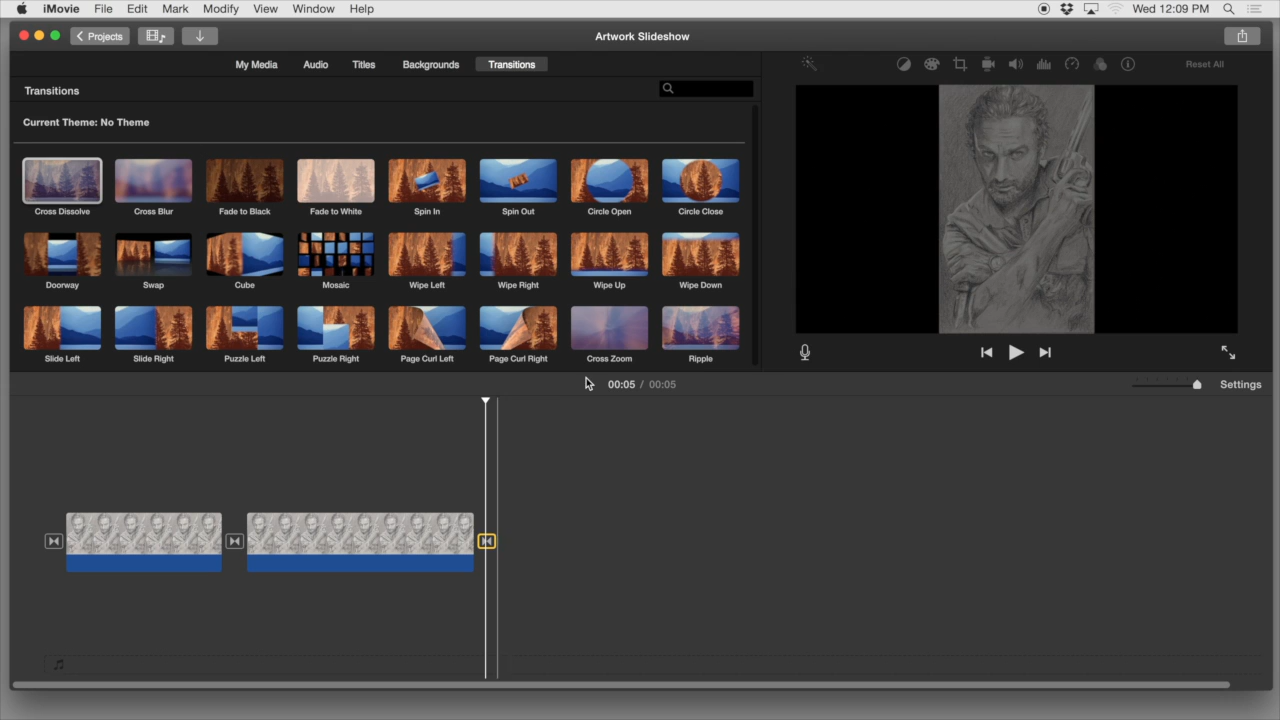 iMovie File Edit Mark Modify View Window Help Wed 12:09 PM
Projects Artwork Slideshow
My Media Audio Titles Backgrounds Transitions Reset All
Transitions
Current Theme: No Theme
Cross Dissolve Cross Blur Fade to Black Fade to White Spin In Spin Out Circle Open Circle Close
Doorway Swap Cube Mosaic Wipe Left Wipe Right Wipe Up Wipe Down
Slide Left Slide Right Puzzle Left Puzzle Right Page Curl Left Page Curl Right Cross Zoom Ripple
00:05 / 00:05 Settings